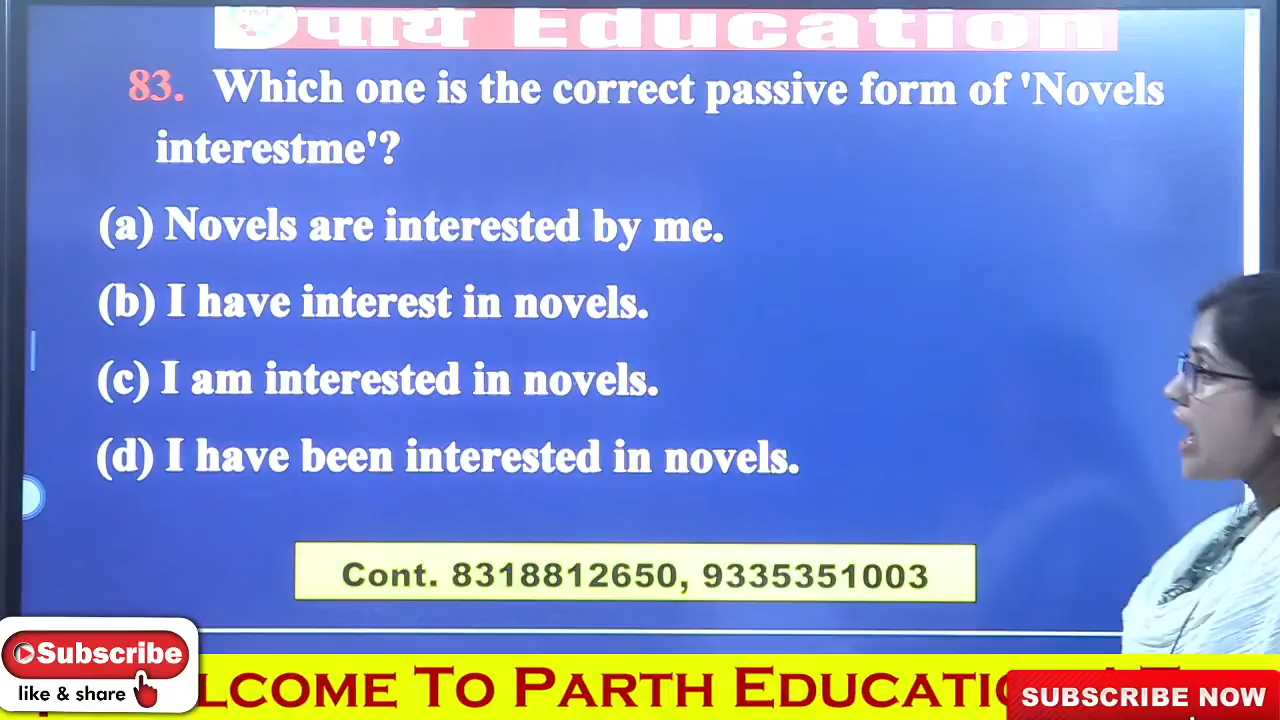 पार्थ Education
83. Which one is the correct passive form of 'Novels
interestme'?
(a) Novels are interested by me.
(b) I have interest in novels.
(c) I am interested in novels.
(d) I have been interested in novels.
Cont. 8318812650, 9335351003
Subscribe
like & share
LCOME TO PARTH EDUCATIO
SUBSCRIBE NOW